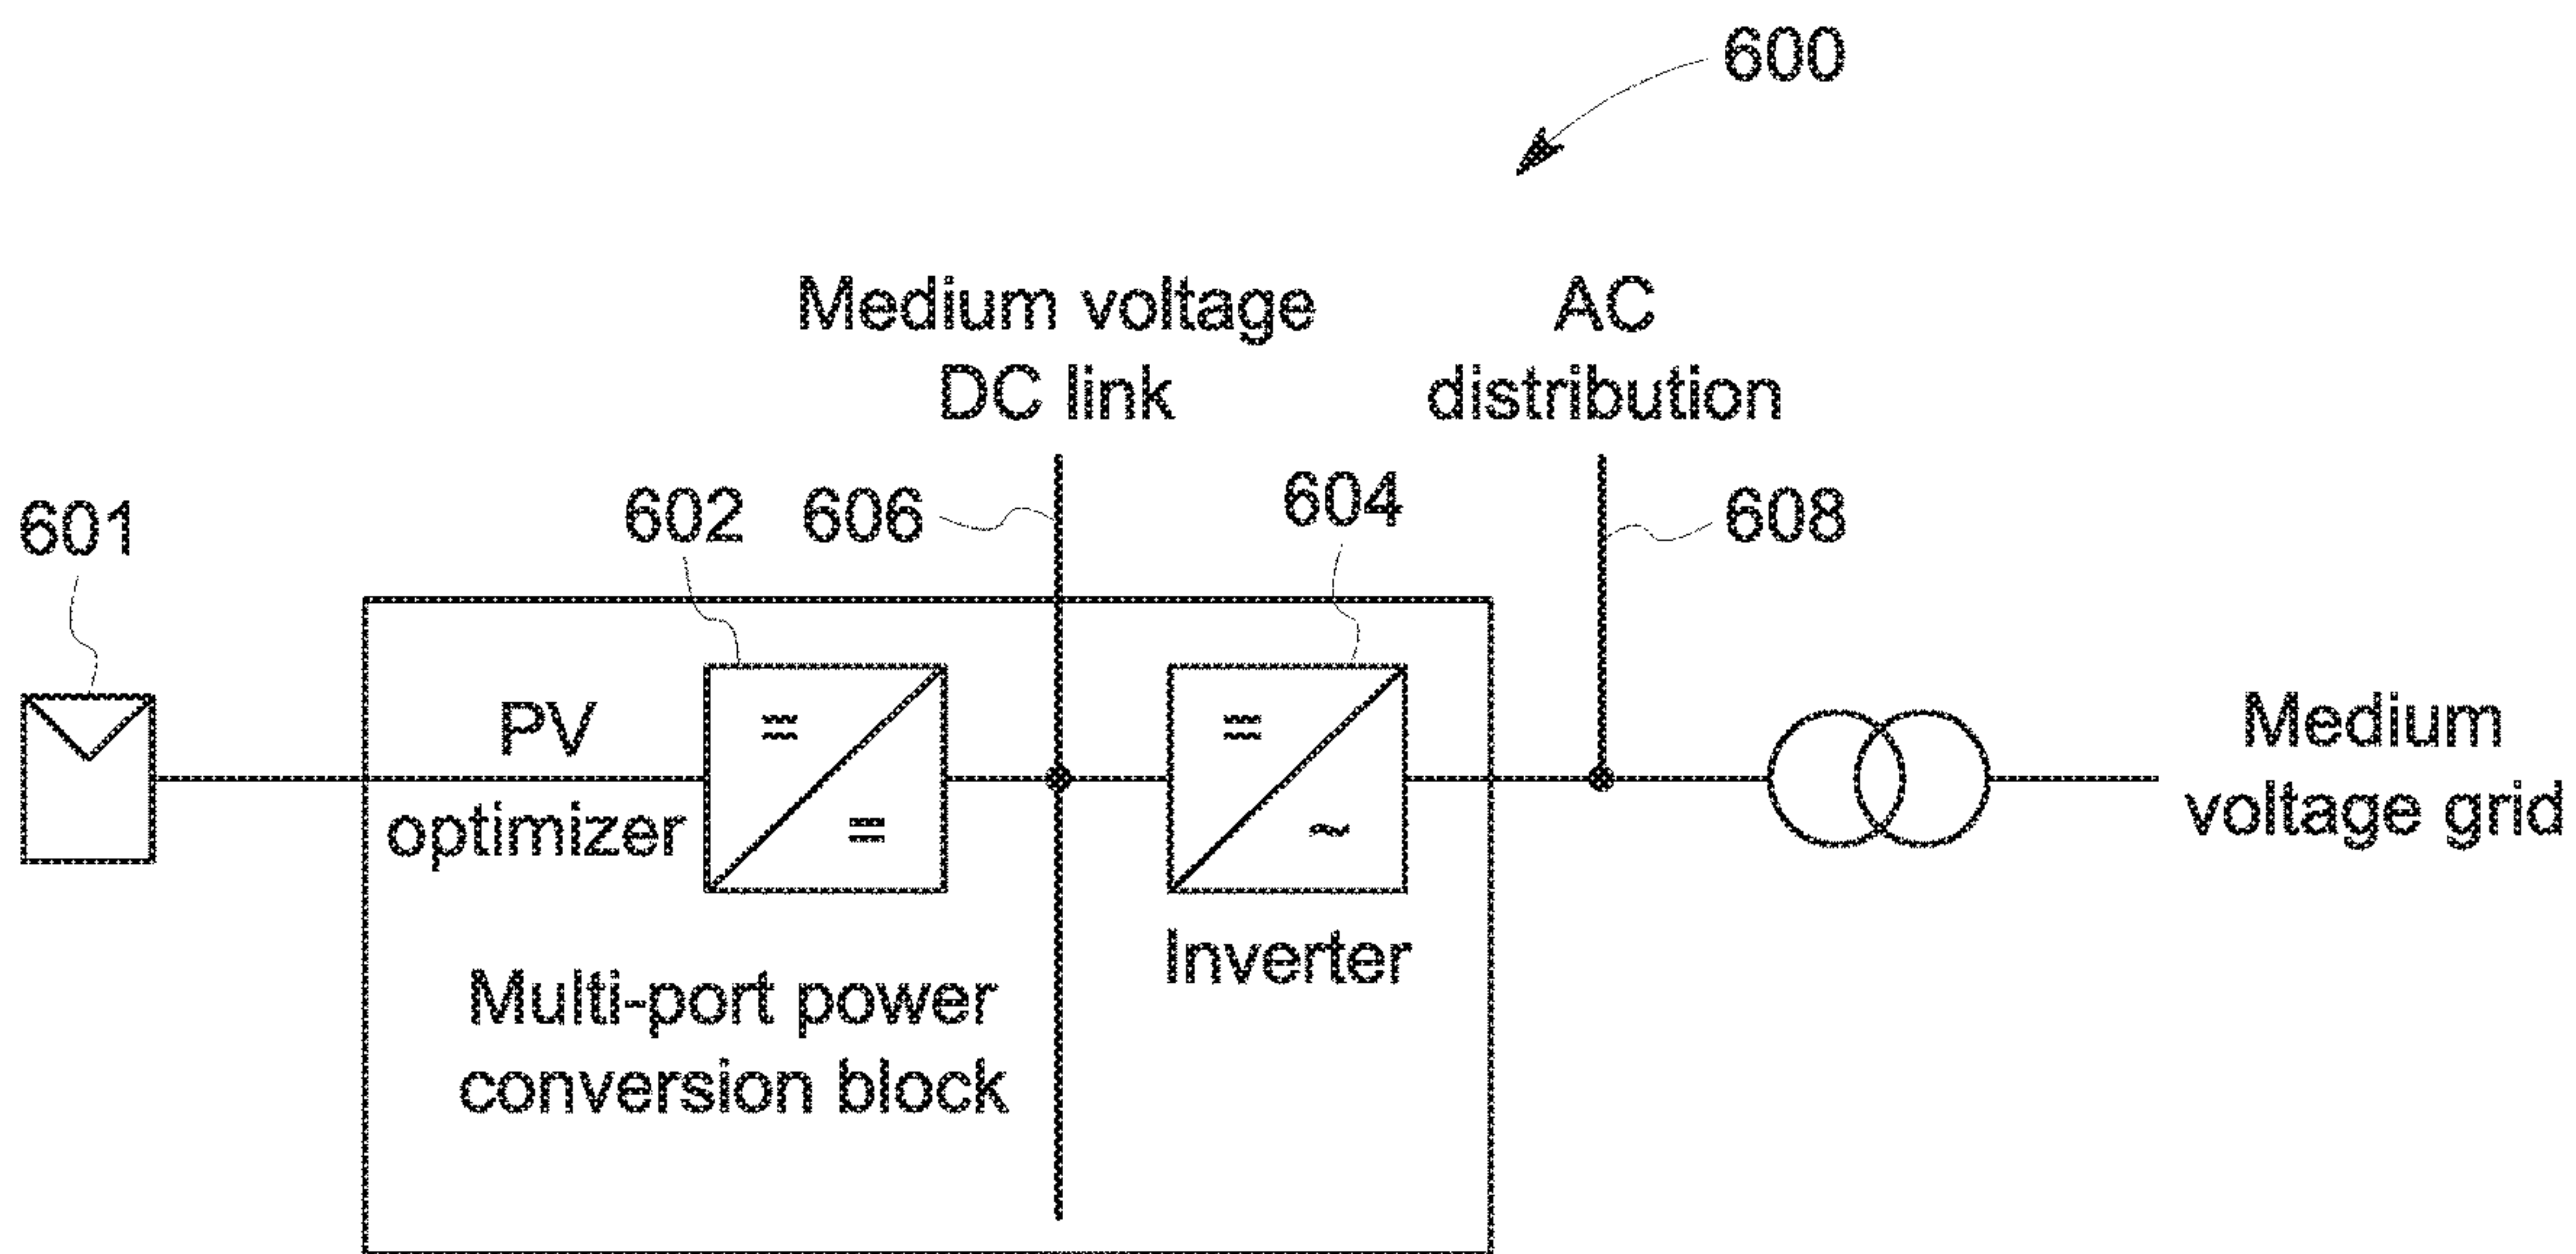 600
Medium voltage
DC link
AC
distribution
601
602
606
604
608
PV
optimizer
Inverter
Multi-port power
conversion block
Medium
voltage grid